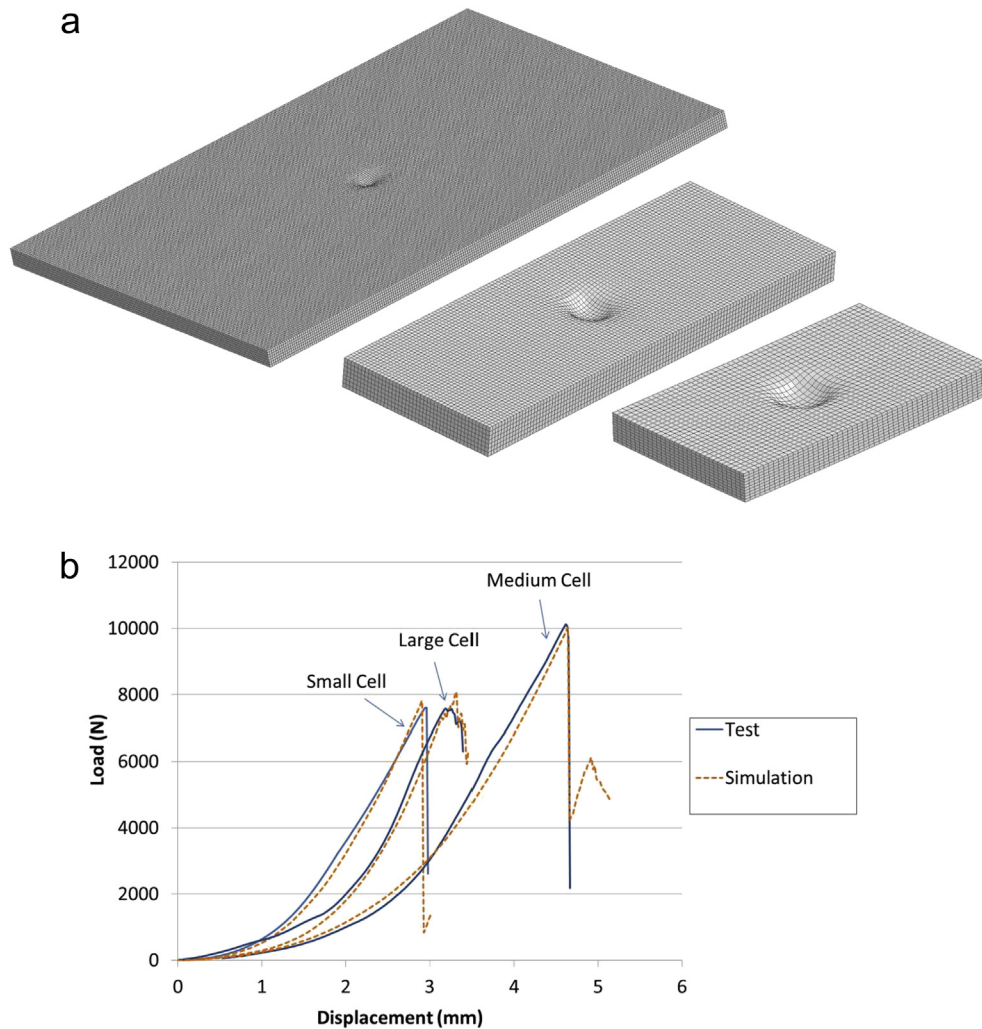 a
b
12000
10000
8000
6000
4000
2000
0
Load (N)
Medium Cell
Large Cell
Small Cell
Test
Simulation
0 1 2 3 4 5 6
Displacement (mm)